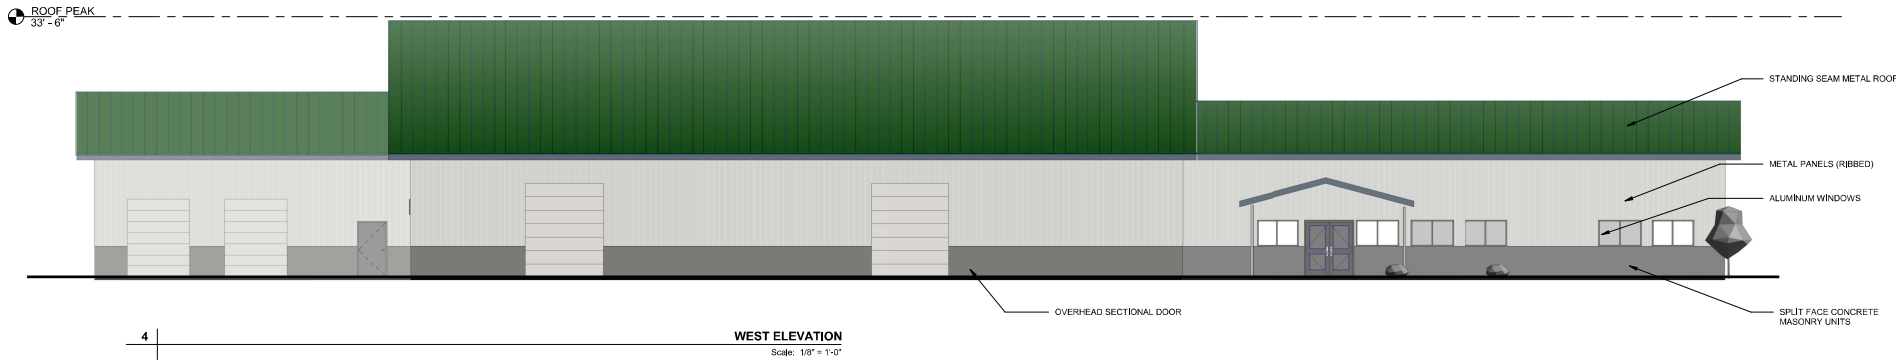 ROOF PEAK
33' - 6"
STANDING SEAM METAL ROOF
METAL PANELS (RIBBED)
ALUMINUM WINDOWS
OVERHEAD SECTIONAL DOOR
SPLIT FACE CONCRETE
MASONRY UNITS
4
WEST ELEVATION
Scale: 1/8" = 1'-0"